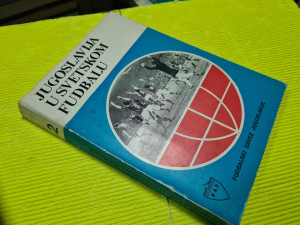 JUGOSLAVIJA
U SVETSKOM
FUDBALU
FUDBALSKI SAVEZ JUGOSLAVIJE
2